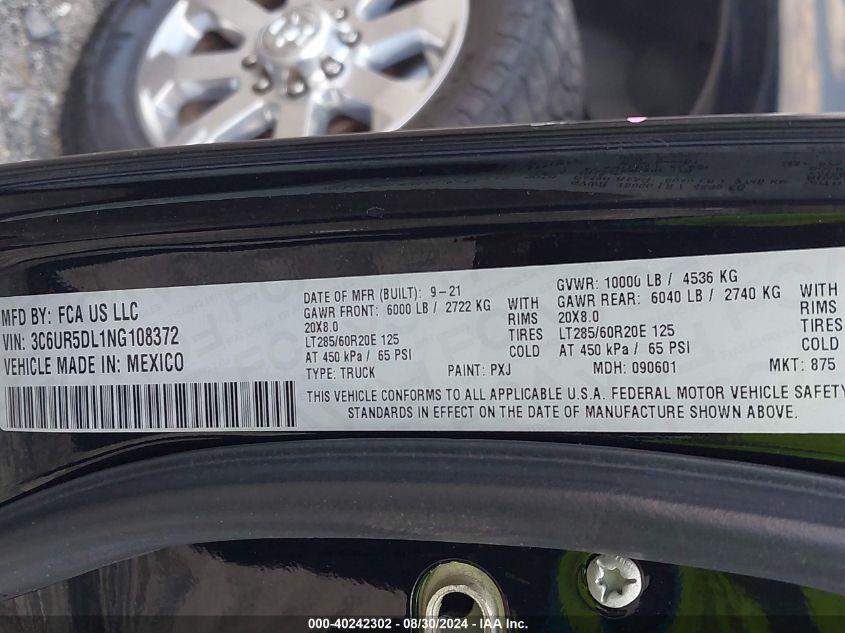 MFD BY: FCA US LLC
VIN: 3C6UR5DL1NG108372
VEHICLE MADE IN: MEXICO
DATE OF MFR (BUILT): 9-21
GAWR FRONT: 6000 LB / 2722 KG WITH
20X8.0 RIMS
LT285/60R20E 125 TIRES
AT 450 kPa / 65 PSI COLD
TYPE: TRUCK PAINT: PXJ
GVWR: 10000 LB / 4536 KG
GAWR REAR: 6040 LB / 2740 KG WITH
20X8.0 RIMS
LT285/60R20E 125 TIRES
AT 450 kPa / 65 PSI COLD
MDH: 090601 MKT: 875
THIS VEHICLE CONFORMS TO ALL APPLICABLE U.S.A. FEDERAL MOTOR VEHICLE SAFETY
STANDARDS IN EFFECT ON THE DATE OF MANUFACTURE SHOWN ABOVE.
000-40242302 - 08/30/2024 - IAA Inc.